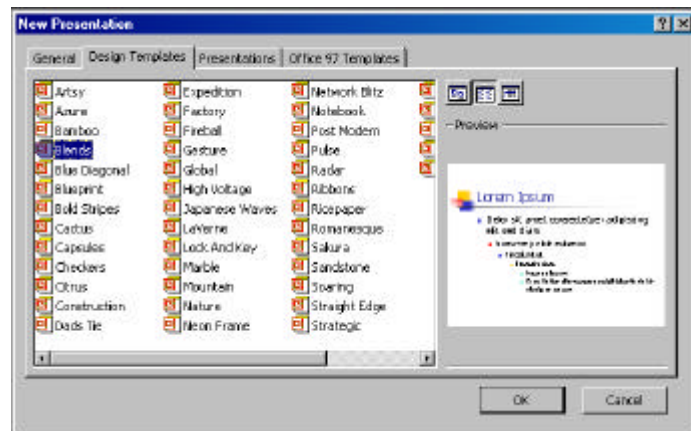 New Presentation
General
Design Templates
Presentations
Office 97 Templates
Artsy
Azure
Bamboo
Blends
Blue Diagonal
Blueprint
Bold Stripes
Cactus
Capsules
Checkers
Citrus
Construction
Dads Tie
Expedition
Factory
Fireball
Gesture
Global
High Voltage
Japanese Waves
LaVerne
Lock And Key
Marble
Mountain
Nature
Neon Frame
Network Blitz
Notebook
Post Modern
Pulse
Radar
Ribbons
Ricepaper
Romanesque
Sakura
Sandstone
Soaring
Straight Edge
Strategic
Preview
Lorem Ipsum
OK
Cancel